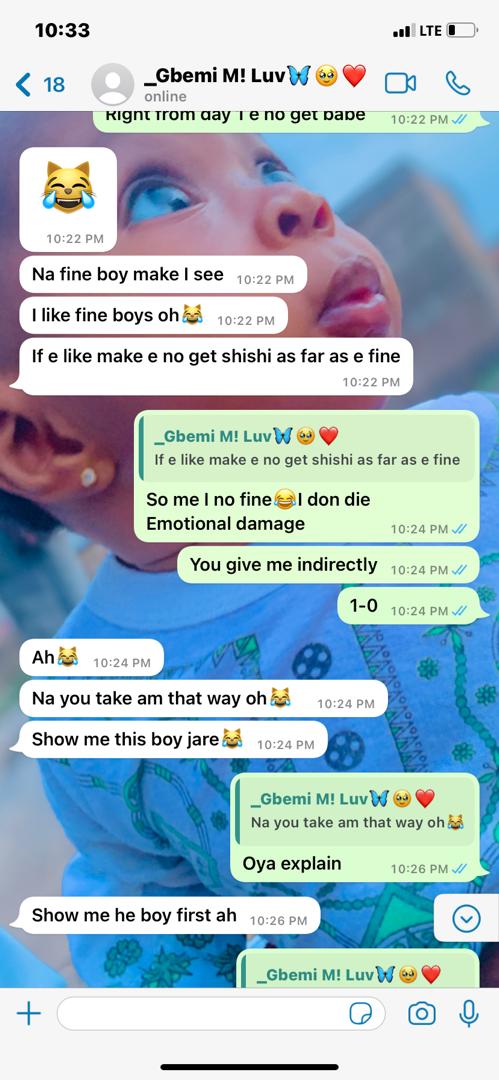 10:33
LTE
18
_Gbemi M! Luv🦋🥹❤️
online
Right from day 1 e no get babe 10:22 PM
😹
10:22 PM
Na fine boy make I see 10:22 PM
I like fine boys oh😹 10:22 PM
If e like make e no get shishi as far as e fine
10:22 PM
_Gbemi M! Luv🦋🥹❤️
If e like make e no get shishi as far as e fine
So me I no fine😂I don die
Emotional damage 10:24 PM
You give me indirectly 10:24 PM
1-0 10:24 PM
Ah😹 10:24 PM
Na you take am that way oh😹 10:24 PM
Show me this boy jare😹 10:24 PM
_Gbemi M! Luv🦋🥹❤️
Na you take am that way oh😹
Oya explain 10:26 PM
Show me he boy first ah 10:26 PM
_Gbemi M! Luv🦋🥹❤️